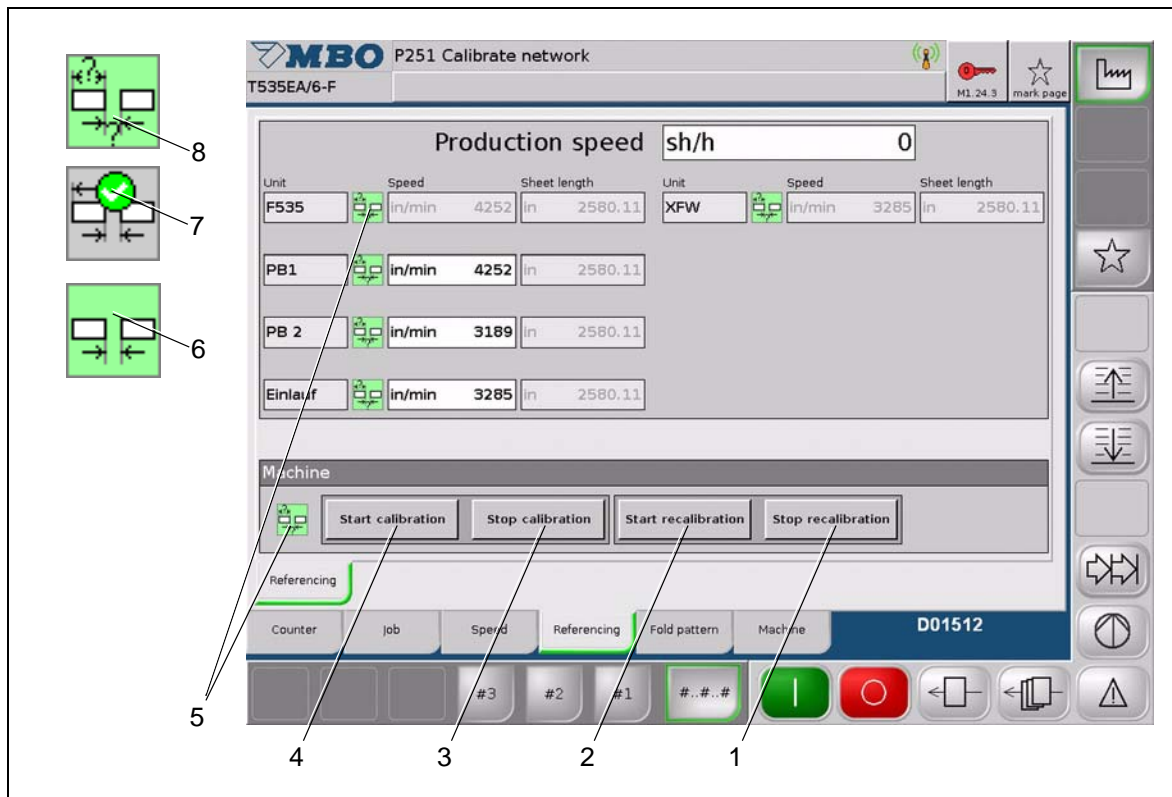 MBO P251 Calibrate network
T535EA/6-F
M1.24.3 mark page
Production speed sh/h 0
Unit Speed Sheet length Unit Speed Sheet length
F535 in/min 4252 in 2580.11 XFW in/min 3285 in 2580.11
PB1 in/min 4252 in 2580.11
PB 2 in/min 3189 in 2580.11
Einlauf in/min 3285 in 2580.11
Machine
Start calibration Stop calibration Start recalibration Stop recalibration
Referencing
Counter Job Speed Referencing Fold pattern Machine D01512
#3 #2 #1 #..#..#
8
7
6
5 4 3 2 1